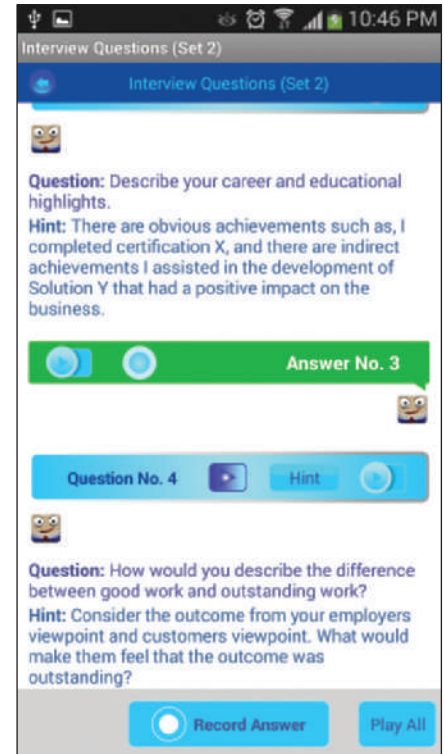 10:46 PM
Interview Questions (Set 2)
Interview Questions (Set 2)
Question: Describe your career and educational
highlights.
Hint: There are obvious achievements such as, I
completed certification X, and there are indirect
achievements I assisted in the development of
Solution Y that had a positive impact on the
business.
Answer No. 3
Question No. 4
Hint
Question: How would you describe the difference
between good work and outstanding work?
Hint: Consider the outcome from your employers
viewpoint and customers viewpoint. What would
make them feel that the outcome was
outstanding?
Record Answer
Play All